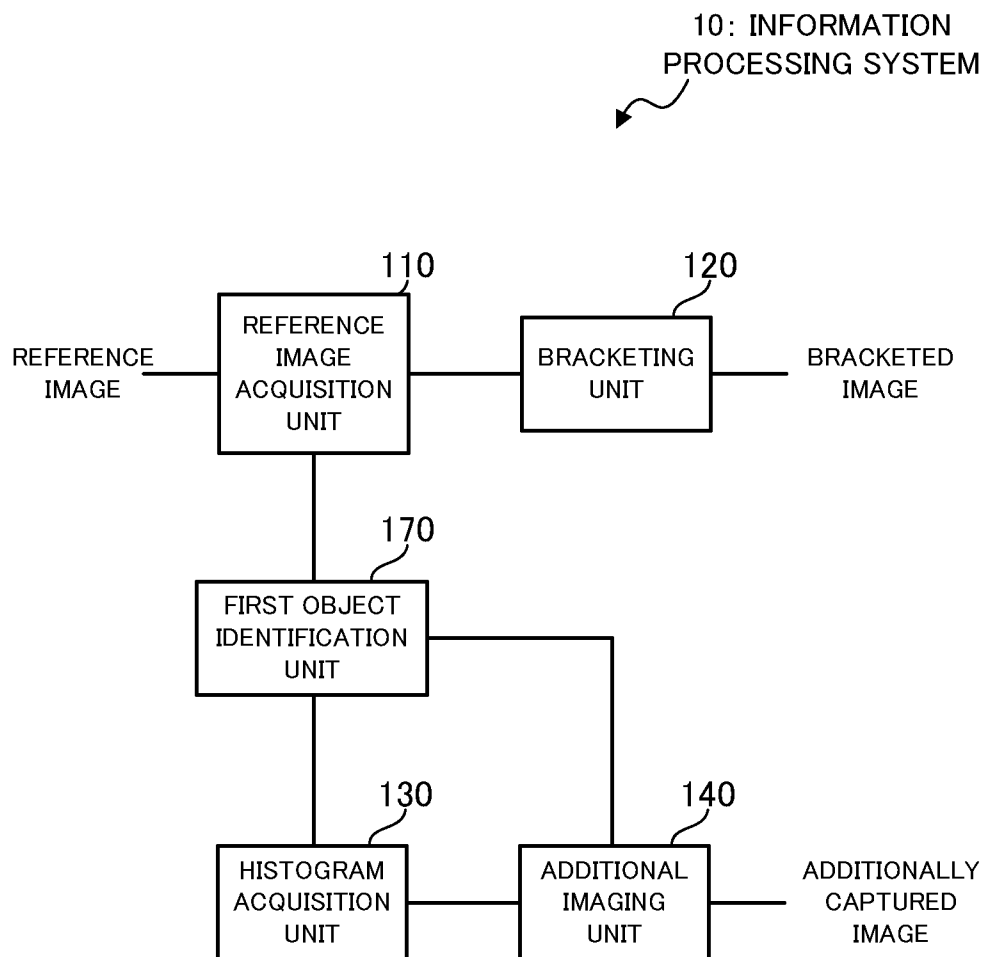 10: INFORMATION
PROCESSING SYSTEM
110
120
REFERENCE
IMAGE
REFERENCE
IMAGE
ACQUISITION
UNIT
BRACKETING
UNIT
BRACKETED
IMAGE
170
FIRST OBJECT
IDENTIFICATION
UNIT
130
140
HISTOGRAM
ACQUISITION
UNIT
ADDITIONAL
IMAGING
UNIT
ADDITIONALLY
CAPTURED
IMAGE